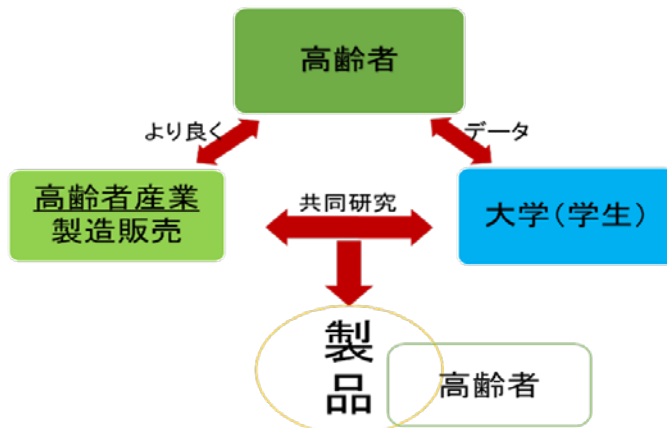 高齢者
より良く
データ
高齢者産業
製造販売
共同研究
大学(学生)
製
品
高齢者